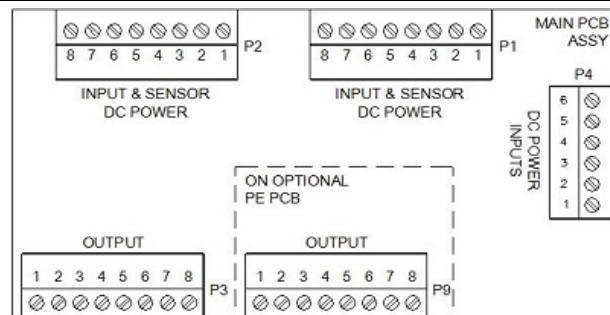 MAIN PCB
ASSY
8 7 6 5 4 3 2 1
P2
INPUT & SENSOR
DC POWER
8 7 6 5 4 3 2 1
P1
INPUT & SENSOR
DC POWER
P4
6
5
4
3
2
1
DC POWER
INPUTS
ON OPTIONAL
PE PCB
OUTPUT
1 2 3 4 5 6 7 8
P3
OUTPUT
1 2 3 4 5 6 7 8
P9